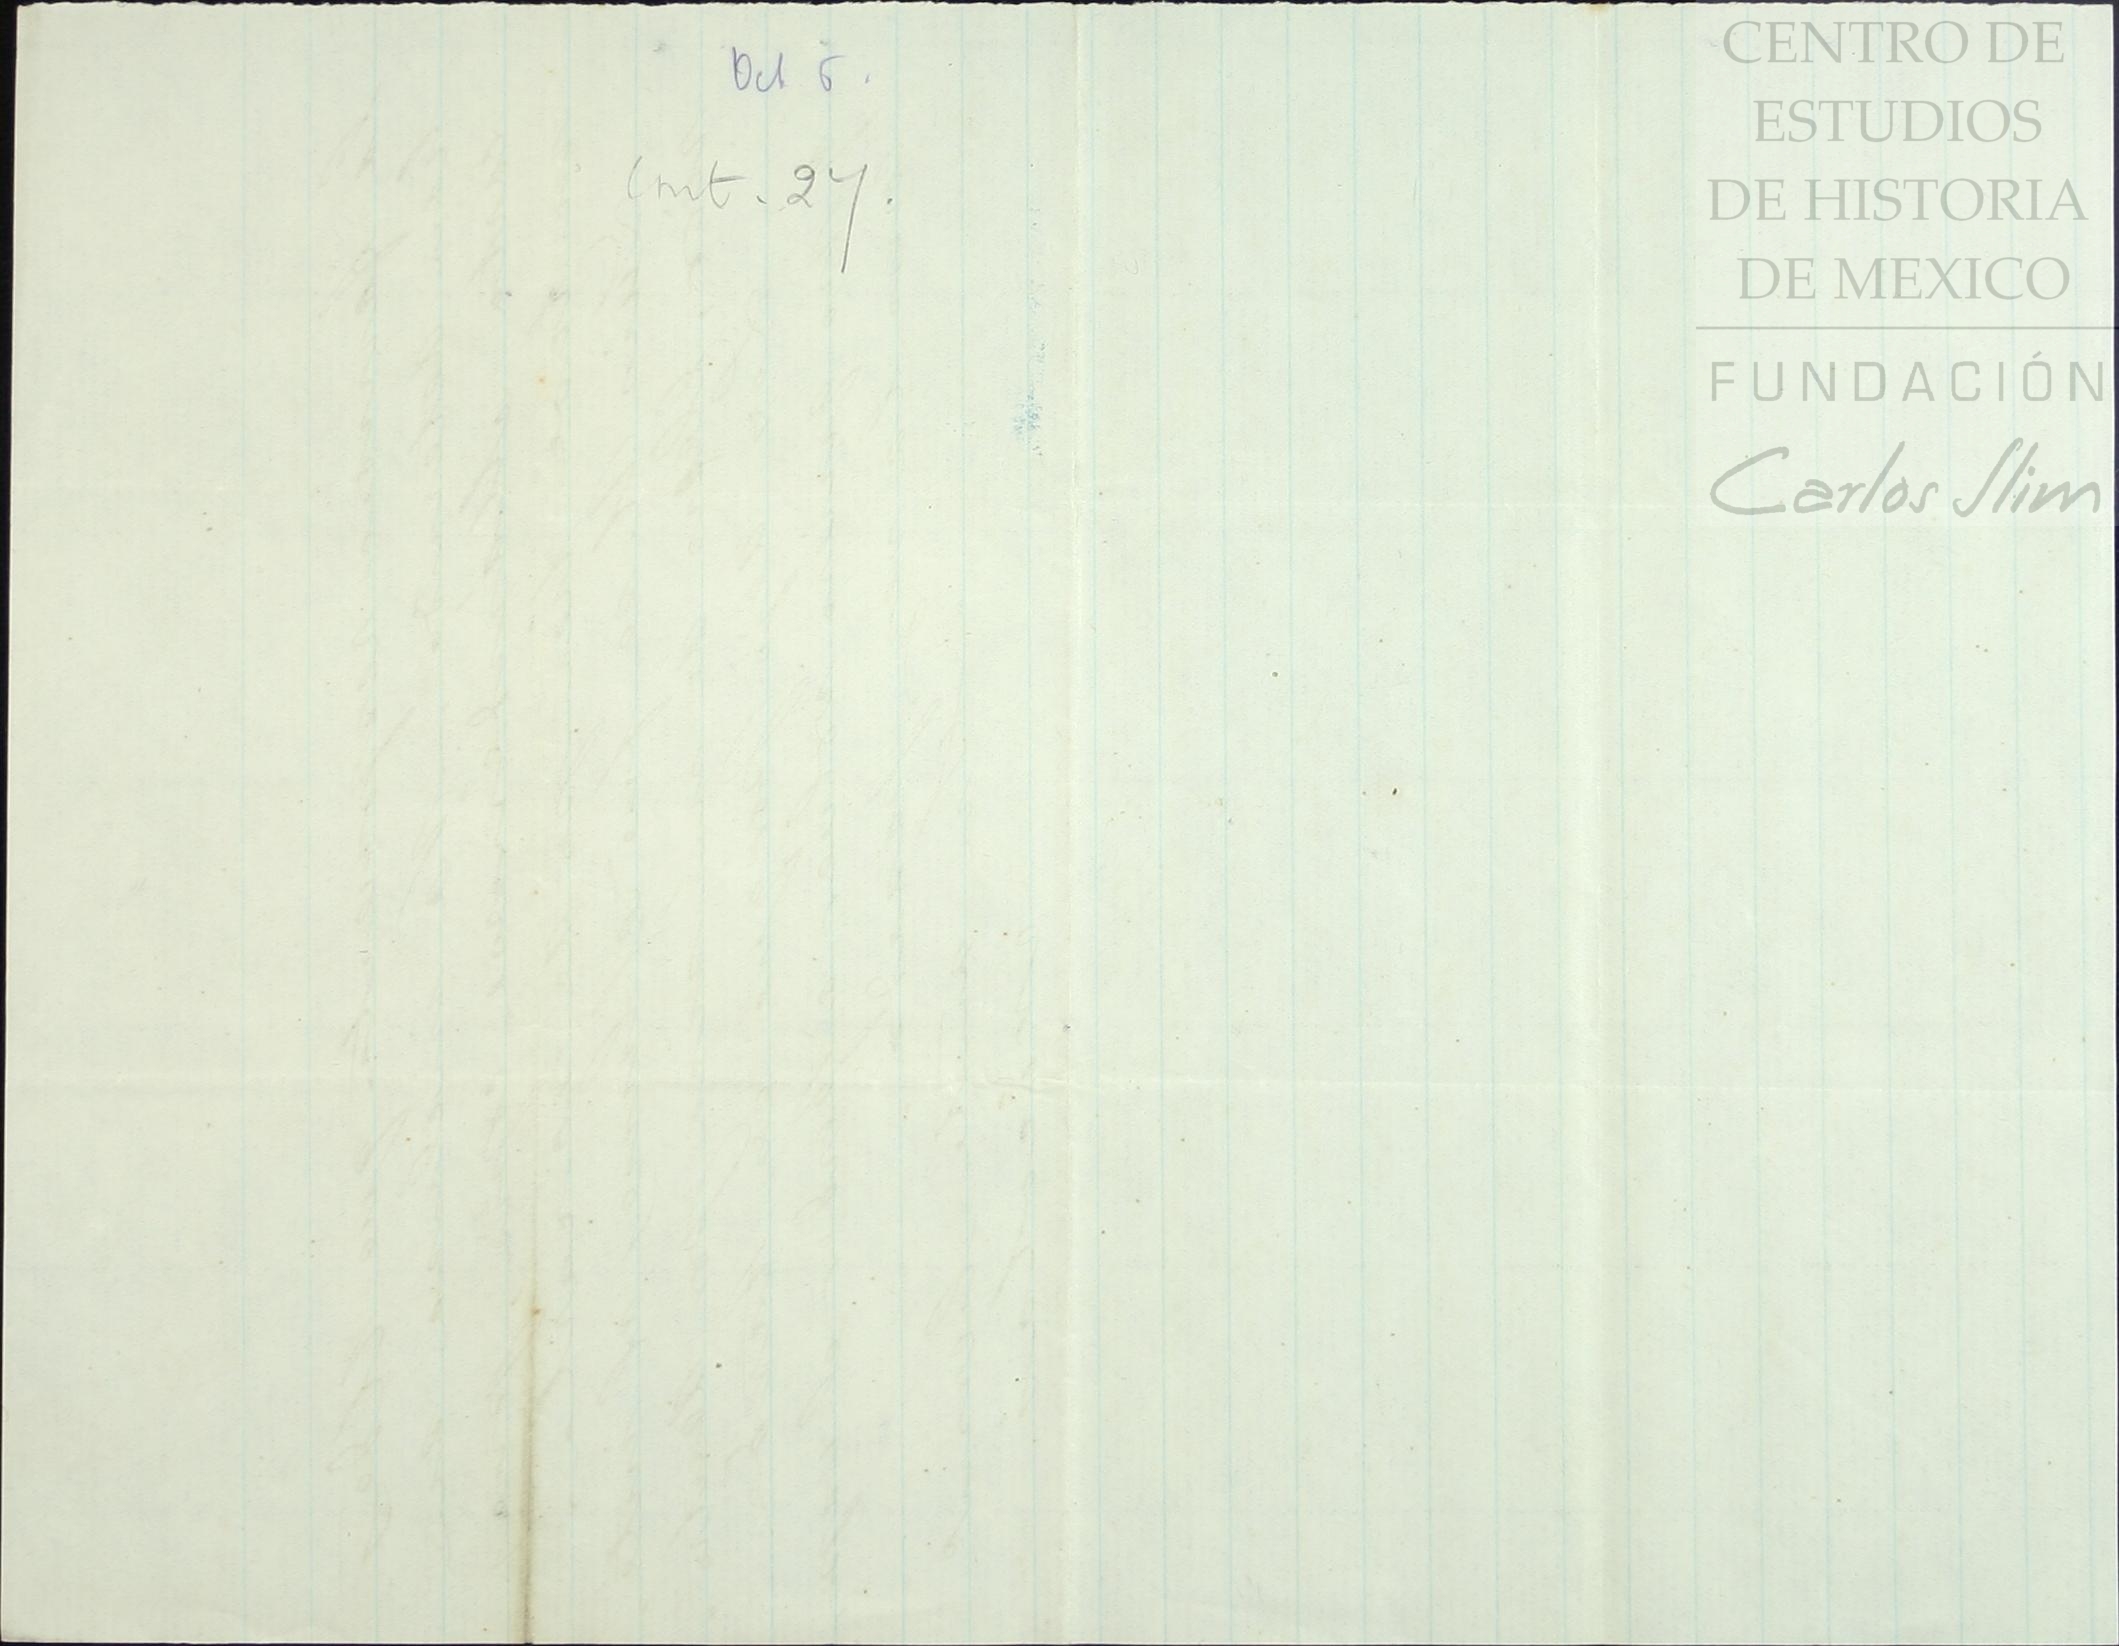 Oct 5.
Cont. 27.
CENTRO DE
ESTUDIOS
DE HISTORIA
DE MEXICO
FUNDACIÓN
Carlos Slim